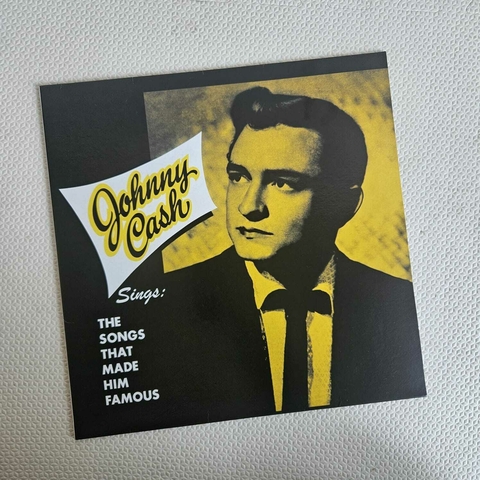 Johnny
Cash
Sings:
THE
SONGS
THAT
MADE
HIM
FAMOUS